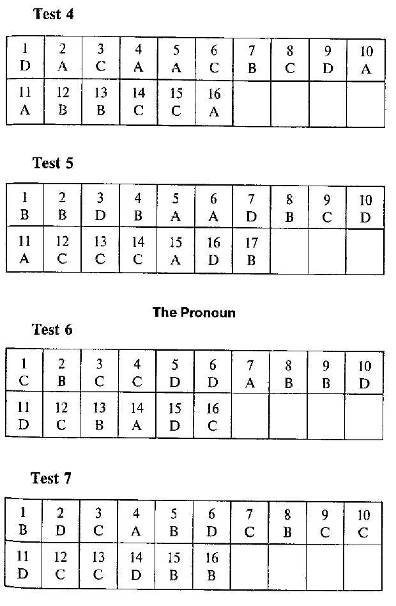 Test 4
1 2 3 4 5 6 7 8 9 10
D A C A A C B C D A
11 12 13 14 15 16
A B B C C A
Test 5
1 2 3 4 5 6 7 8 9 10
B B D B A A D B C D
11 12 13 14 15 16 17
A C C C A D B
The Pronoun
Test 6
1 2 3 4 5 6 7 8 9 10
C B C C D D A B B D
11 12 13 14 15 16
D C B A D C
Test 7
1 2 3 4 5 6 7 8 9 10
B D C A B D C B C C
11 12 13 14 15 16
D C C D B B